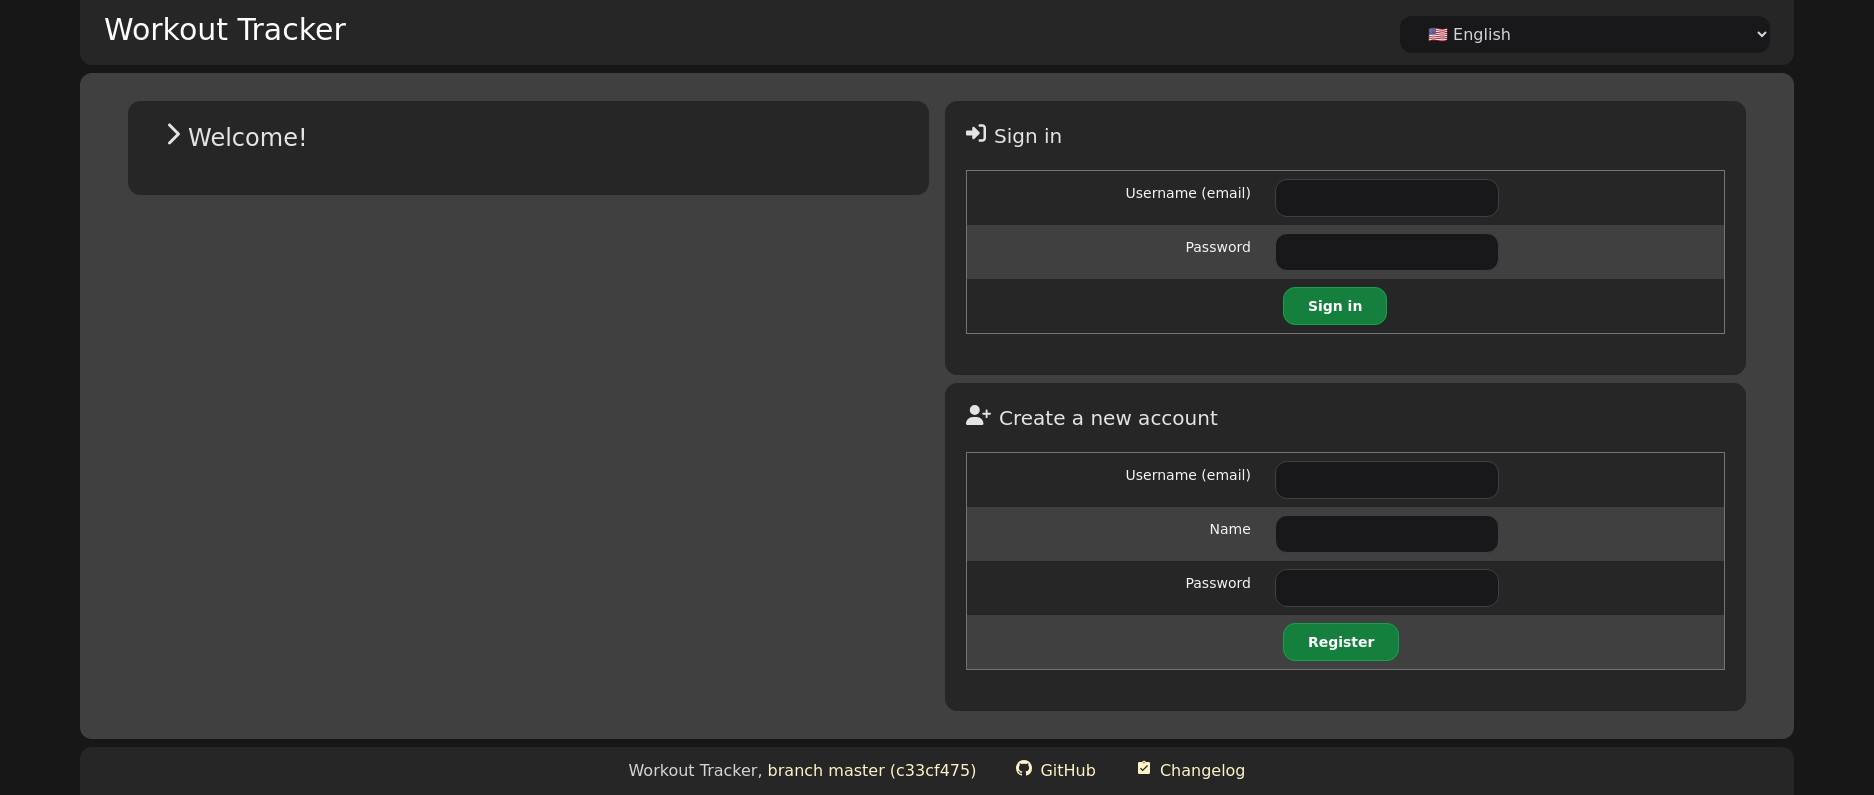 Workout Tracker
🇺🇸 English
Welcome!
Sign in
Username (email)
Password
Sign in
Create a new account
Username (email)
Name
Password
Register
Workout Tracker, branch master (c33cf475) GitHub Changelog